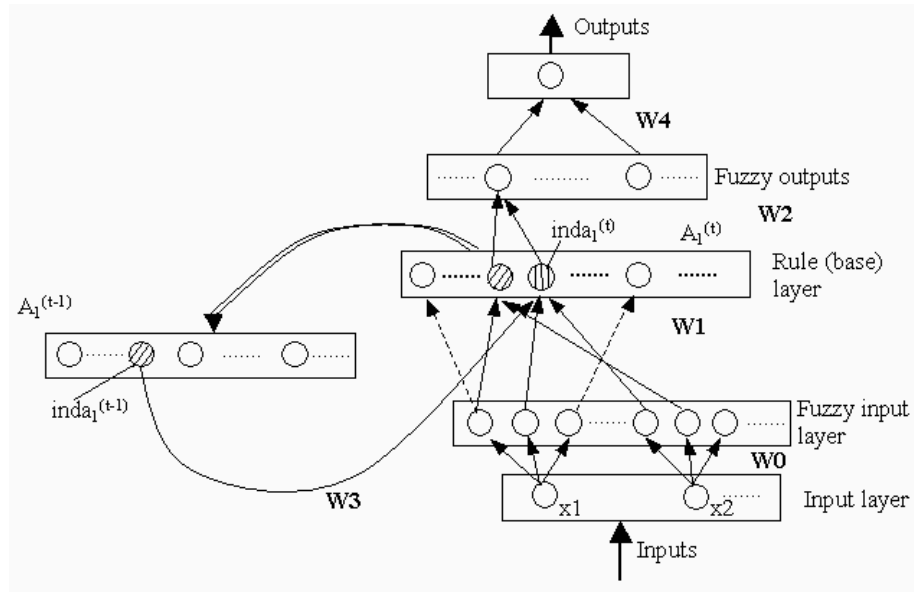 Outputs
W4
Fuzzy outputs
W2
inda₁⁽ᵗ⁾
A₁⁽ᵗ⁾
Rule (base)
layer
A₁⁽ᵗ⁻¹⁾
W1
inda₁⁽ᵗ⁻¹⁾
Fuzzy input
layer
W0
W3
x1
x2
Input layer
Inputs